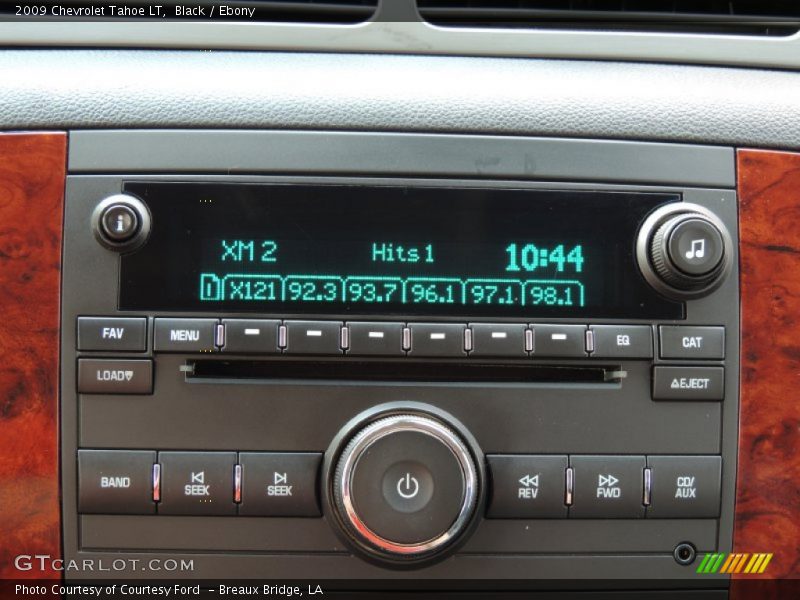 2009 Chevrolet Tahoe LT, Black / Ebony
i
XM 2 Hits 1 10:44
1 X121 92.3 93.7 96.1 97.1 98.1
FAV MENU EQ CAT
LOAD EJECT
BAND SEEK SEEK REV FWD CD/
AUX
GTCARLOT.COM
Photo Courtesy of Courtesy Ford - Breaux Bridge, LA